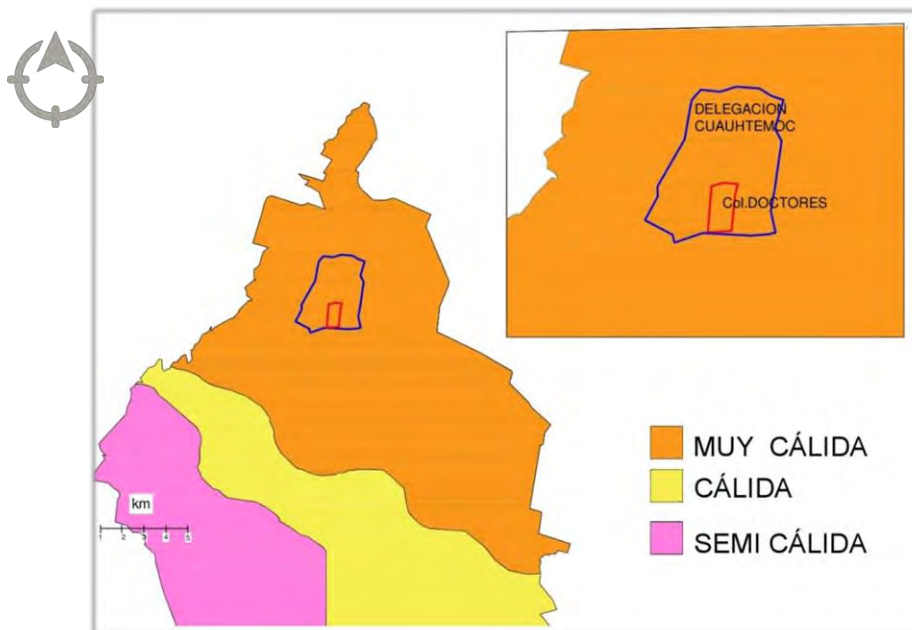 DELEGACION
CUAUHTEMOC
Col.DOCTORES
MUY CÁLIDA
CÁLIDA
SEMI CÁLIDA
km
1 2 3 4 5